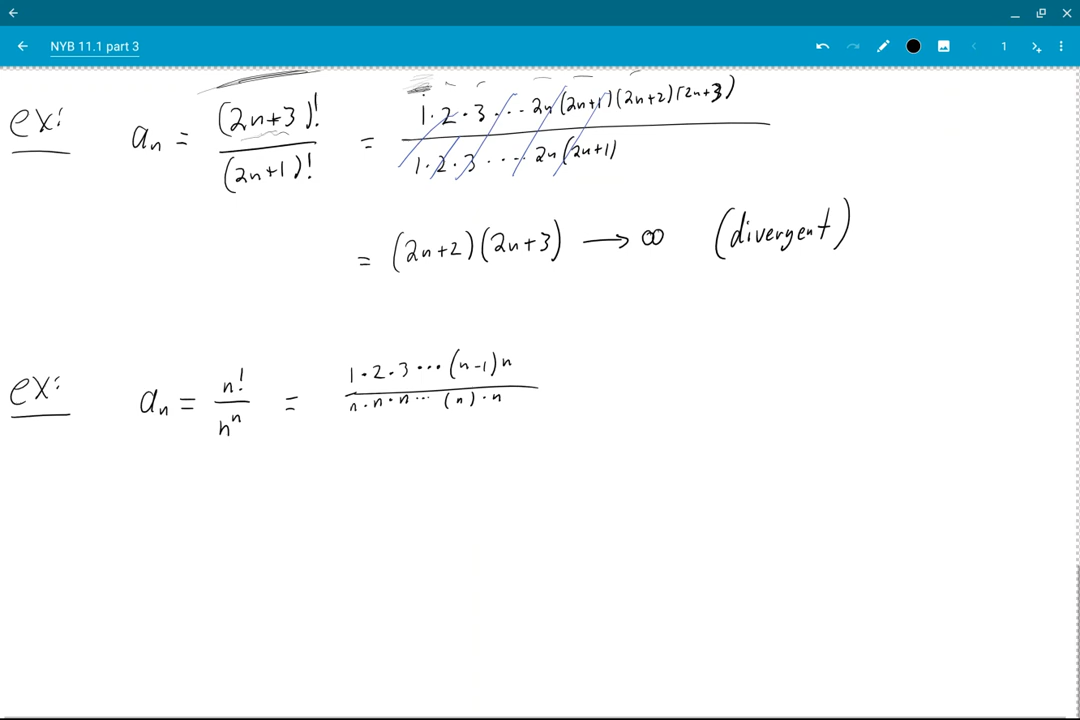 NYB 11.1 part 3
1
ex: aₙ = (2n+3)! / (2n+1)! = 1·2·3···2n(2n+1)(2n+2)(2n+3) / 1·2·3····2n(2n+1)
= (2n+2)(2n+3) → ∞ (divergent)
ex: aₙ = n! / nⁿ = 1·2·3···(n-1)n / n·n·n···(n)·n